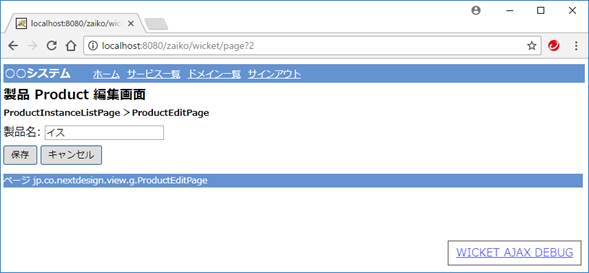 localhost:8080/zaiko/wic
localhost:8080/zaiko/wicket/page?2
〇〇システム ホーム サービス一覧 ドメイン一覧 サインアウト
製品 Product 編集画面
ProductInstanceListPage＞ProductEditPage
製品名: イス
保存 キャンセル
ページ jp.co.nextdesign.view.g.ProductEditPage
WICKET AJAX DEBUG